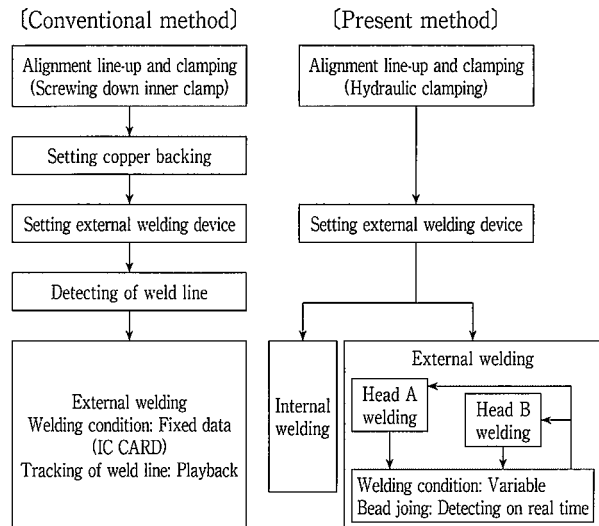 〔Conventional method〕
Alignment line-up and clamping
(Screwing down inner clamp)
Setting copper backing
Setting external welding device
Detecting of weld line
External welding
Welding condition: Fixed data
(IC CARD)
Tracking of weld line: Playback
〔Present method〕
Alignment line-up and clamping
(Hydraulic clamping)
Setting external welding device
Internal
welding
External welding
Head A
welding
Head B
welding
Welding condition: Variable
Bead joing: Detecting on real time